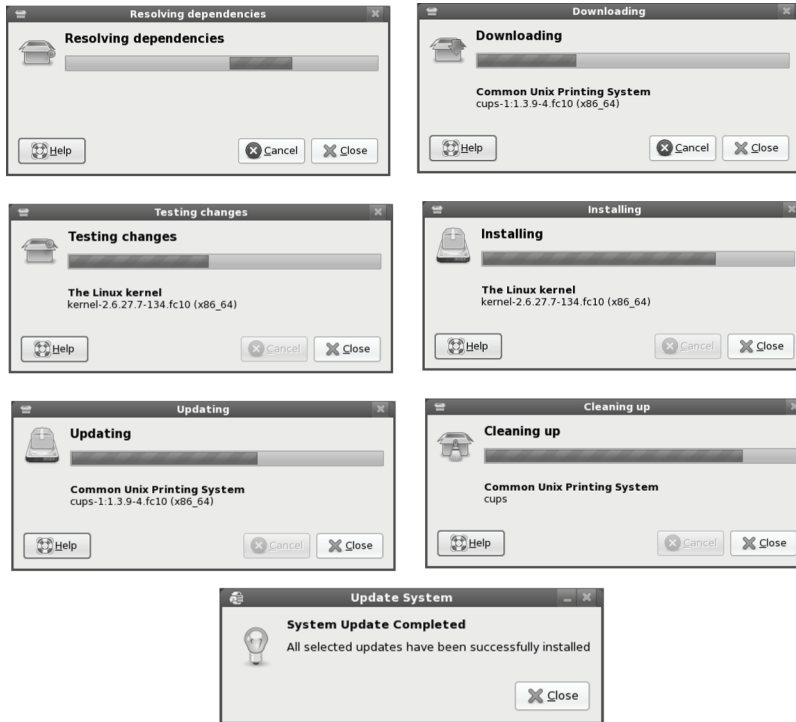 Resolving dependencies
Resolving dependencies
Help
Cancel
Close
Downloading
Downloading
Common Unix Printing System
cups-1:1.3.9-4.fc10 (x86_64)
Help
Cancel
Close
Testing changes
Testing changes
The Linux kernel
kernel-2.6.27.7-134.fc10 (x86_64)
Help
Cancel
Close
Installing
Installing
The Linux kernel
kernel-2.6.27.7-134.fc10 (x86_64)
Help
Cancel
Close
Updating
Updating
Common Unix Printing System
cups-1:1.3.9-4.fc10 (x86_64)
Help
Cancel
Close
Cleaning up
Cleaning up
Common Unix Printing System
cups
Help
Cancel
Close
Update System
System Update Completed
All selected updates have been successfully installed
Close